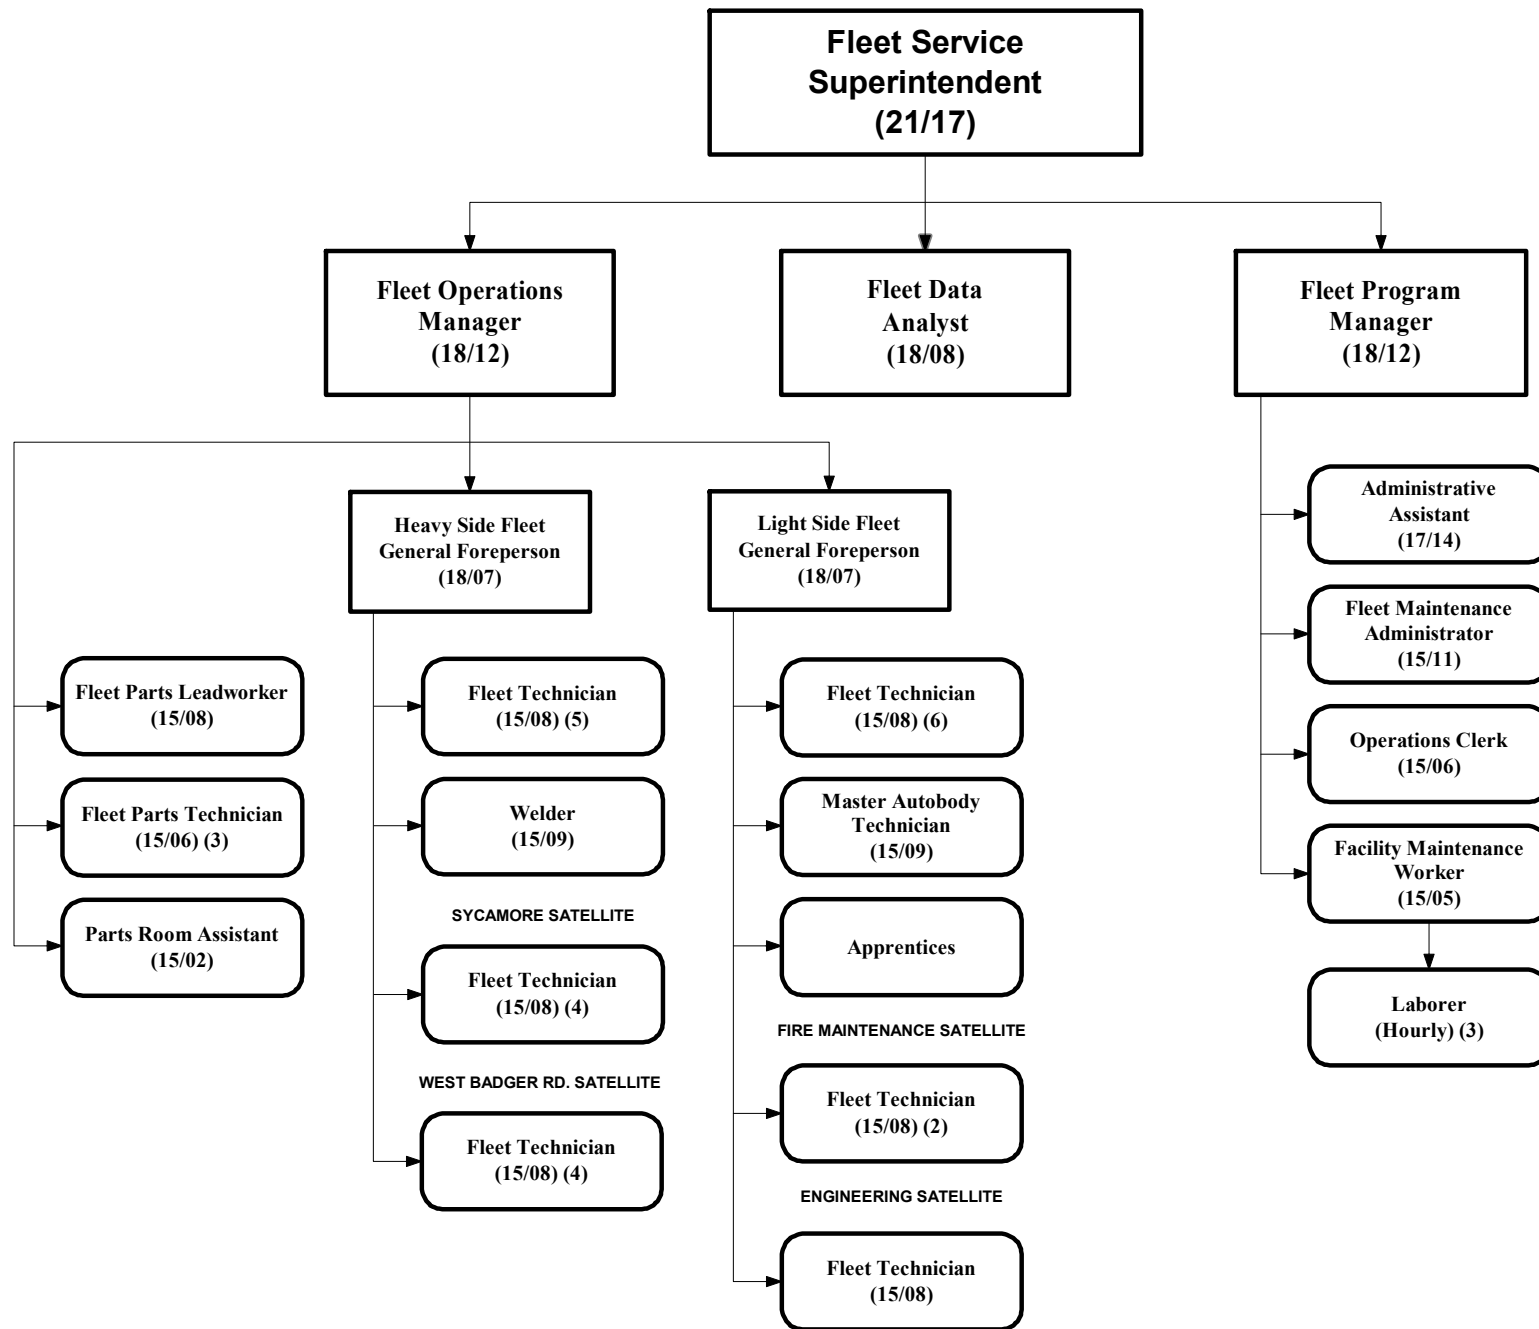 Fleet Service
Superintendent
(21/17)
Fleet Operations
Manager
(18/12)
Fleet Data
Analyst
(18/08)
Fleet Program
Manager
(18/12)
Heavy Side Fleet
General Foreperson
(18/07)
Light Side Fleet
General Foreperson
(18/07)
Administrative
Assistant
(17/14)
Fleet Maintenance
Administrator
(15/11)
Operations Clerk
(15/06)
Facility Maintenance
Worker
(15/05)
Laborer
(Hourly) (3)
Fleet Parts Leadworker
(15/08)
Fleet Parts Technician
(15/06) (3)
Parts Room Assistant
(15/02)
Fleet Technician
(15/08) (5)
Welder
(15/09)
SYCAMORE SATELLITE
Fleet Technician
(15/08) (4)
WEST BADGER RD. SATELLITE
Fleet Technician
(15/08) (4)
Fleet Technician
(15/08) (6)
Master Autobody
Technician
(15/09)
Apprentices
FIRE MAINTENANCE SATELLITE
Fleet Technician
(15/08) (2)
ENGINEERING SATELLITE
Fleet Technician
(15/08)